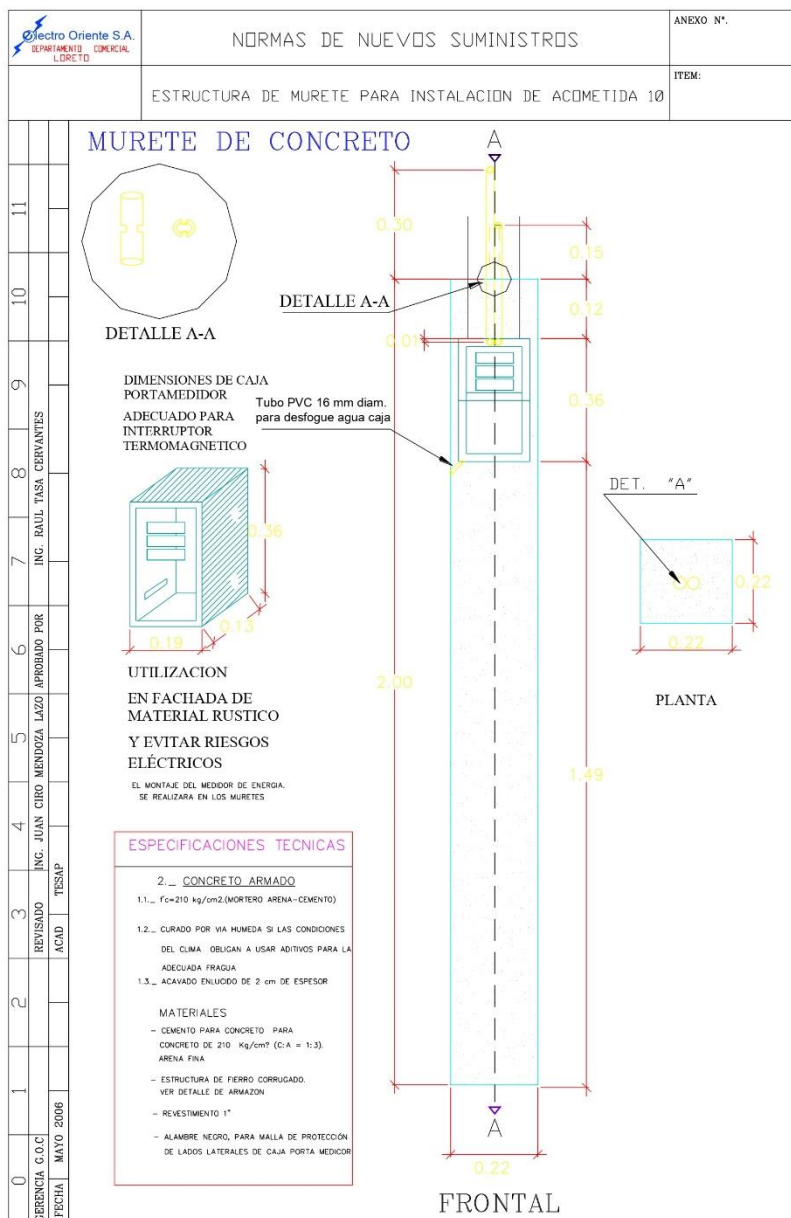 Electro Oriente S.A.
DEPARTAMENTO COMERCIAL
LORETO
NORMAS DE NUEVOS SUMINISTROS
ANEXO N°.
ESTRUCTURA DE MURETE PARA INSTALACION DE ACOMETIDA 1Ø
ITEM:
MURETE DE CONCRETO
A
0.30
0.15
DETALLE A-A
0.12
DETALLE A-A
0.01
DIMENSIONES DE CAJA
PORTAMEDIDOR
ADECUADO PARA
INTERRUPTOR
TERMOMAGNETICO
Tubo PVC 16 mm diam.
para desfogue agua caja
0.36
DET. "A"
0.36
0.13
0.19
0.22
0.22
PLANTA
UTILIZACION
EN FACHADA DE
MATERIAL RUSTICO
Y EVITAR RIESGOS
ELÉCTRICOS
EL MONTAJE DEL MEDIDOR DE ENERGIA.
SE REALIZARA EN LOS MURETES
2.00
1.49
ESPECIFICACIONES TECNICAS
2._ CONCRETO ARMADO
1.1._ f'c=210 kg/cm2.(MORTERO ARENA-CEMENTO)
1.2._ CURADO POR VIA HUMEDA SI LAS CONDICIONES
DEL CLIMA OBLIGAN A USAR ADITIVOS PARA LA
ADECUADA FRAGUA
1.3._ ACAVADO ENLUCIDO DE 2 cm DE ESPESOR
MATERIALES
- CEMENTO PARA CONCRETO PARA
CONCRETO DE 210 Kg/cm? (C:A = 1:3).
ARENA FINA
- ESTRUCTURA DE FIERRO CORRUGADO.
VER DETALLE DE ARMAZON
- REVESTIMIENTO 1"
- ALAMBRE NEGRO, PARA MALLA DE PROTECCIÓN
DE LADOS LATERALES DE CAJA PORTA MEDICOR
A
0.22
FRONTAL
11
10
9
8
7
6
5
4
3
2
1
0
GERENCIA G.O.C
REVISADO
ING. JUAN CIRO MENDOZA LAZO
APROBADO POR
ING. RAUL TASA CERVANTES
FECHA
MAYO 2006
ACAD
TESAP